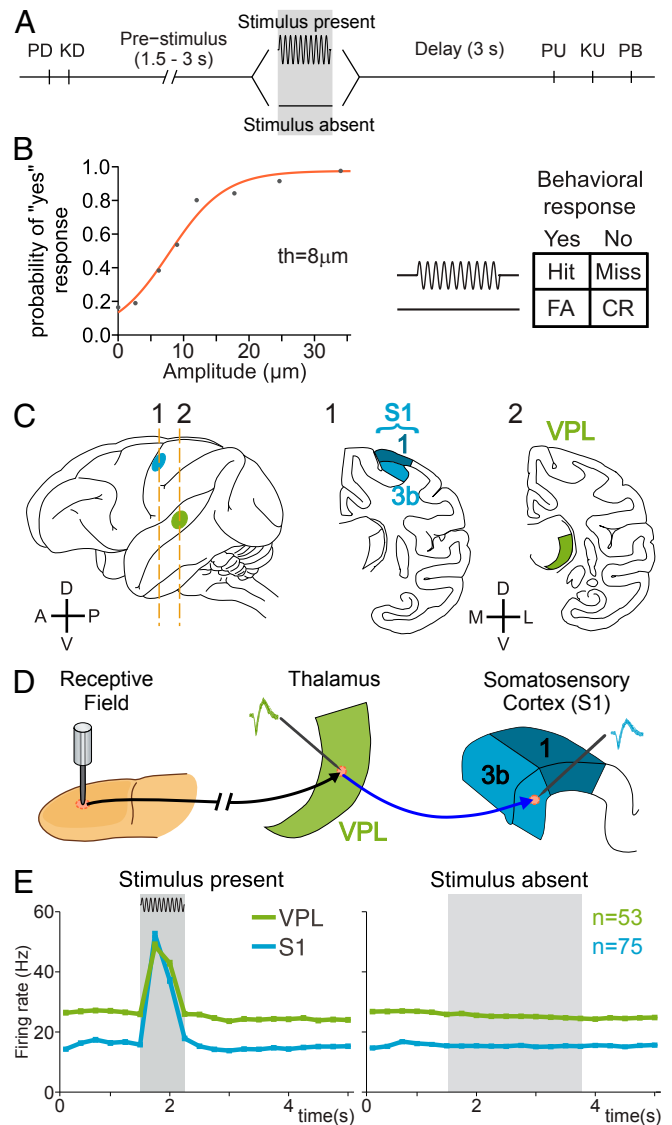 A
Stimulus present
PD KD
Pre-stimulus
(1.5 - 3 s)
Delay (3 s)
PU KU PB
Stimulus absent
B
probability of "yes"
response
1.0
0.8
0.6
0.4
0.2
0.0
th=8μm
0 10 20 30
Amplitude (μm)
Behavioral
response
Yes No
Hit Miss
FA CR
C
1 2
D
A P
V
1
S1
1
3b
2
VPL
D
M L
V
D
Receptive
Field
Thalamus
VPL
Somatosensory
Cortex (S1)
1
3b
E
Stimulus present
Firing rate (Hz)
60
40
20
0
VPL
S1
0 2 4 time(s)
Stimulus absent
n=53
n=75
0 2 4 time(s)